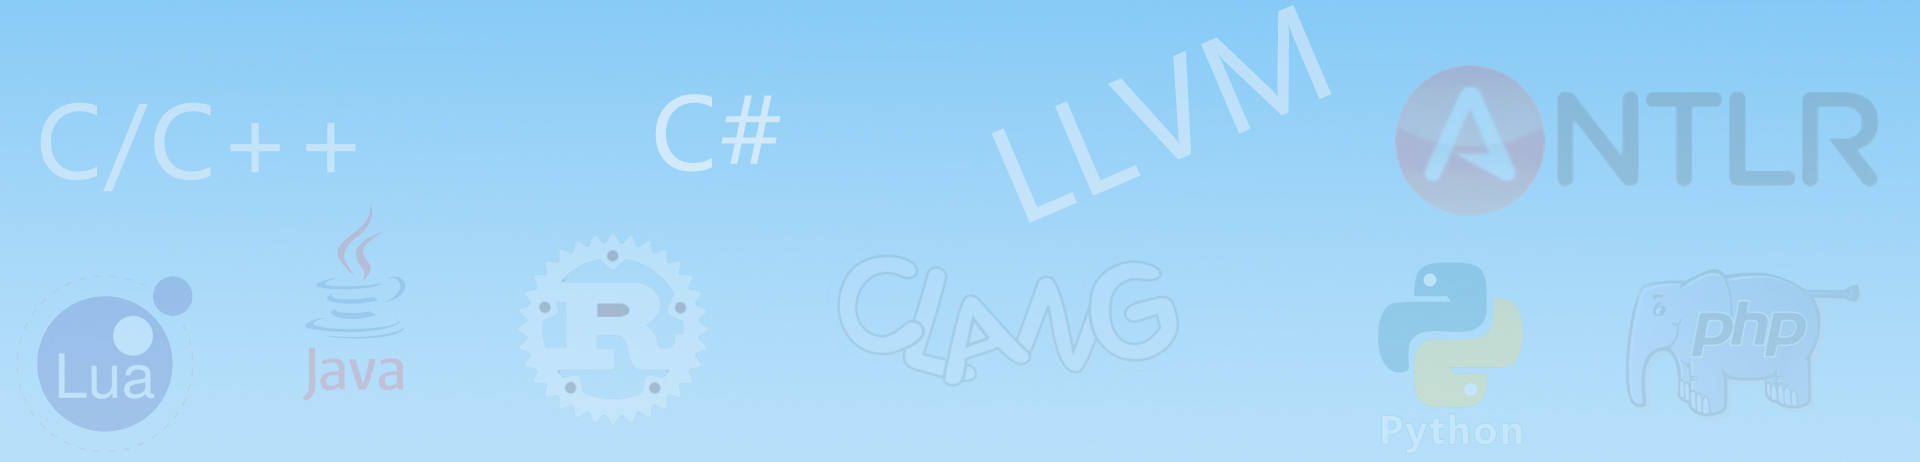 C/C++
C#
LLVM
ANTLR
Lua
Java
R
CLANG
Python
php